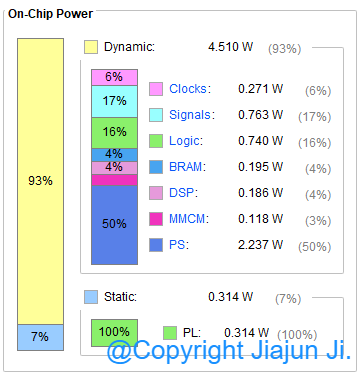 On-Chip Power
Dynamic: 4.510 W (93%)
6% Clocks: 0.271 W (6%)
17% Signals: 0.763 W (17%)
16% Logic: 0.740 W (16%)
4% BRAM: 0.195 W (4%)
4% DSP: 0.186 W (4%)
MMCM: 0.118 W (3%)
93%
50% PS: 2.237 W (50%)
Static: 0.314 W (7%)
7% 100% PL: 0.314 W (100%)
@Copyright Jiajun Ji.